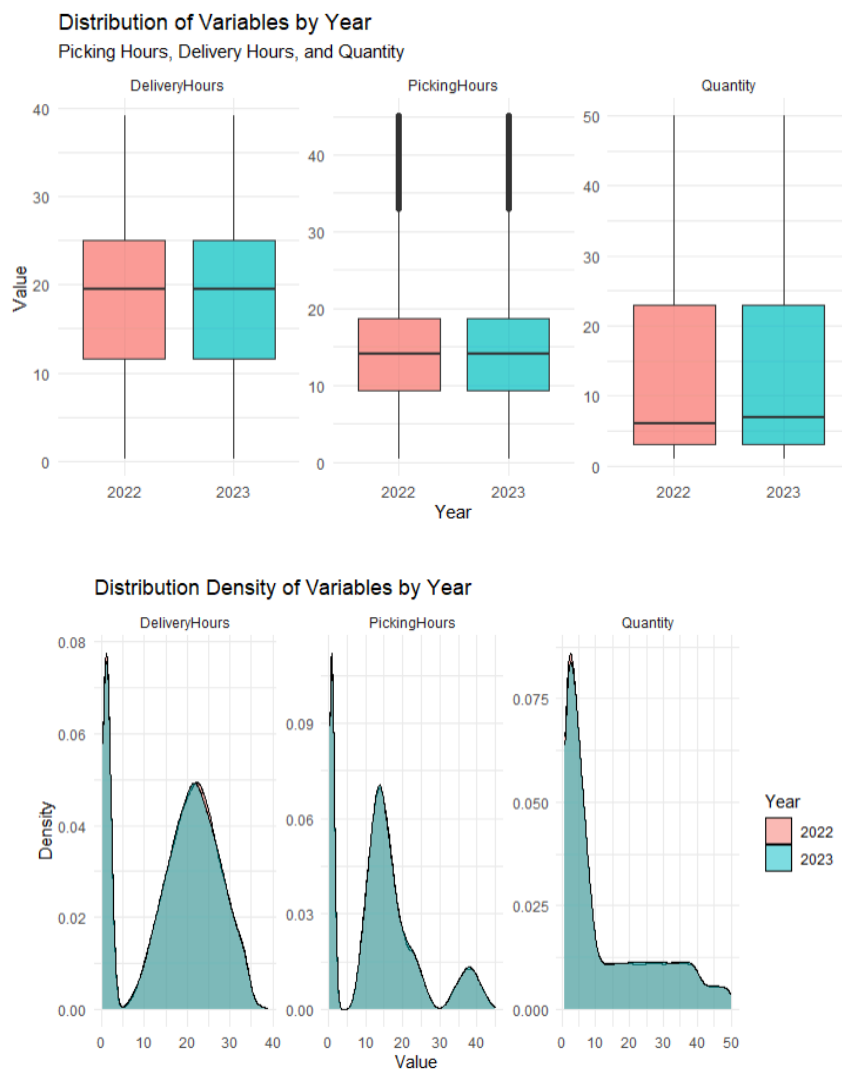 Distribution of Variables by Year
Picking Hours, Delivery Hours, and Quantity
DeliveryHours PickingHours Quantity
40
30
20
10
0
40
30
20
10
0
50
40
30
20
10
0
Value
2022 2023 2022 2023 2022 2023
Year
Distribution Density of Variables by Year
DeliveryHours PickingHours Quantity
0.08
0.06
0.04
0.02
0.00
0.09
0.06
0.03
0.00
0.075
0.050
0.025
0.000
Density
0 10 20 30 40 0 10 20 30 40 0 10 20 30 40 50
Value
Year
2022
2023